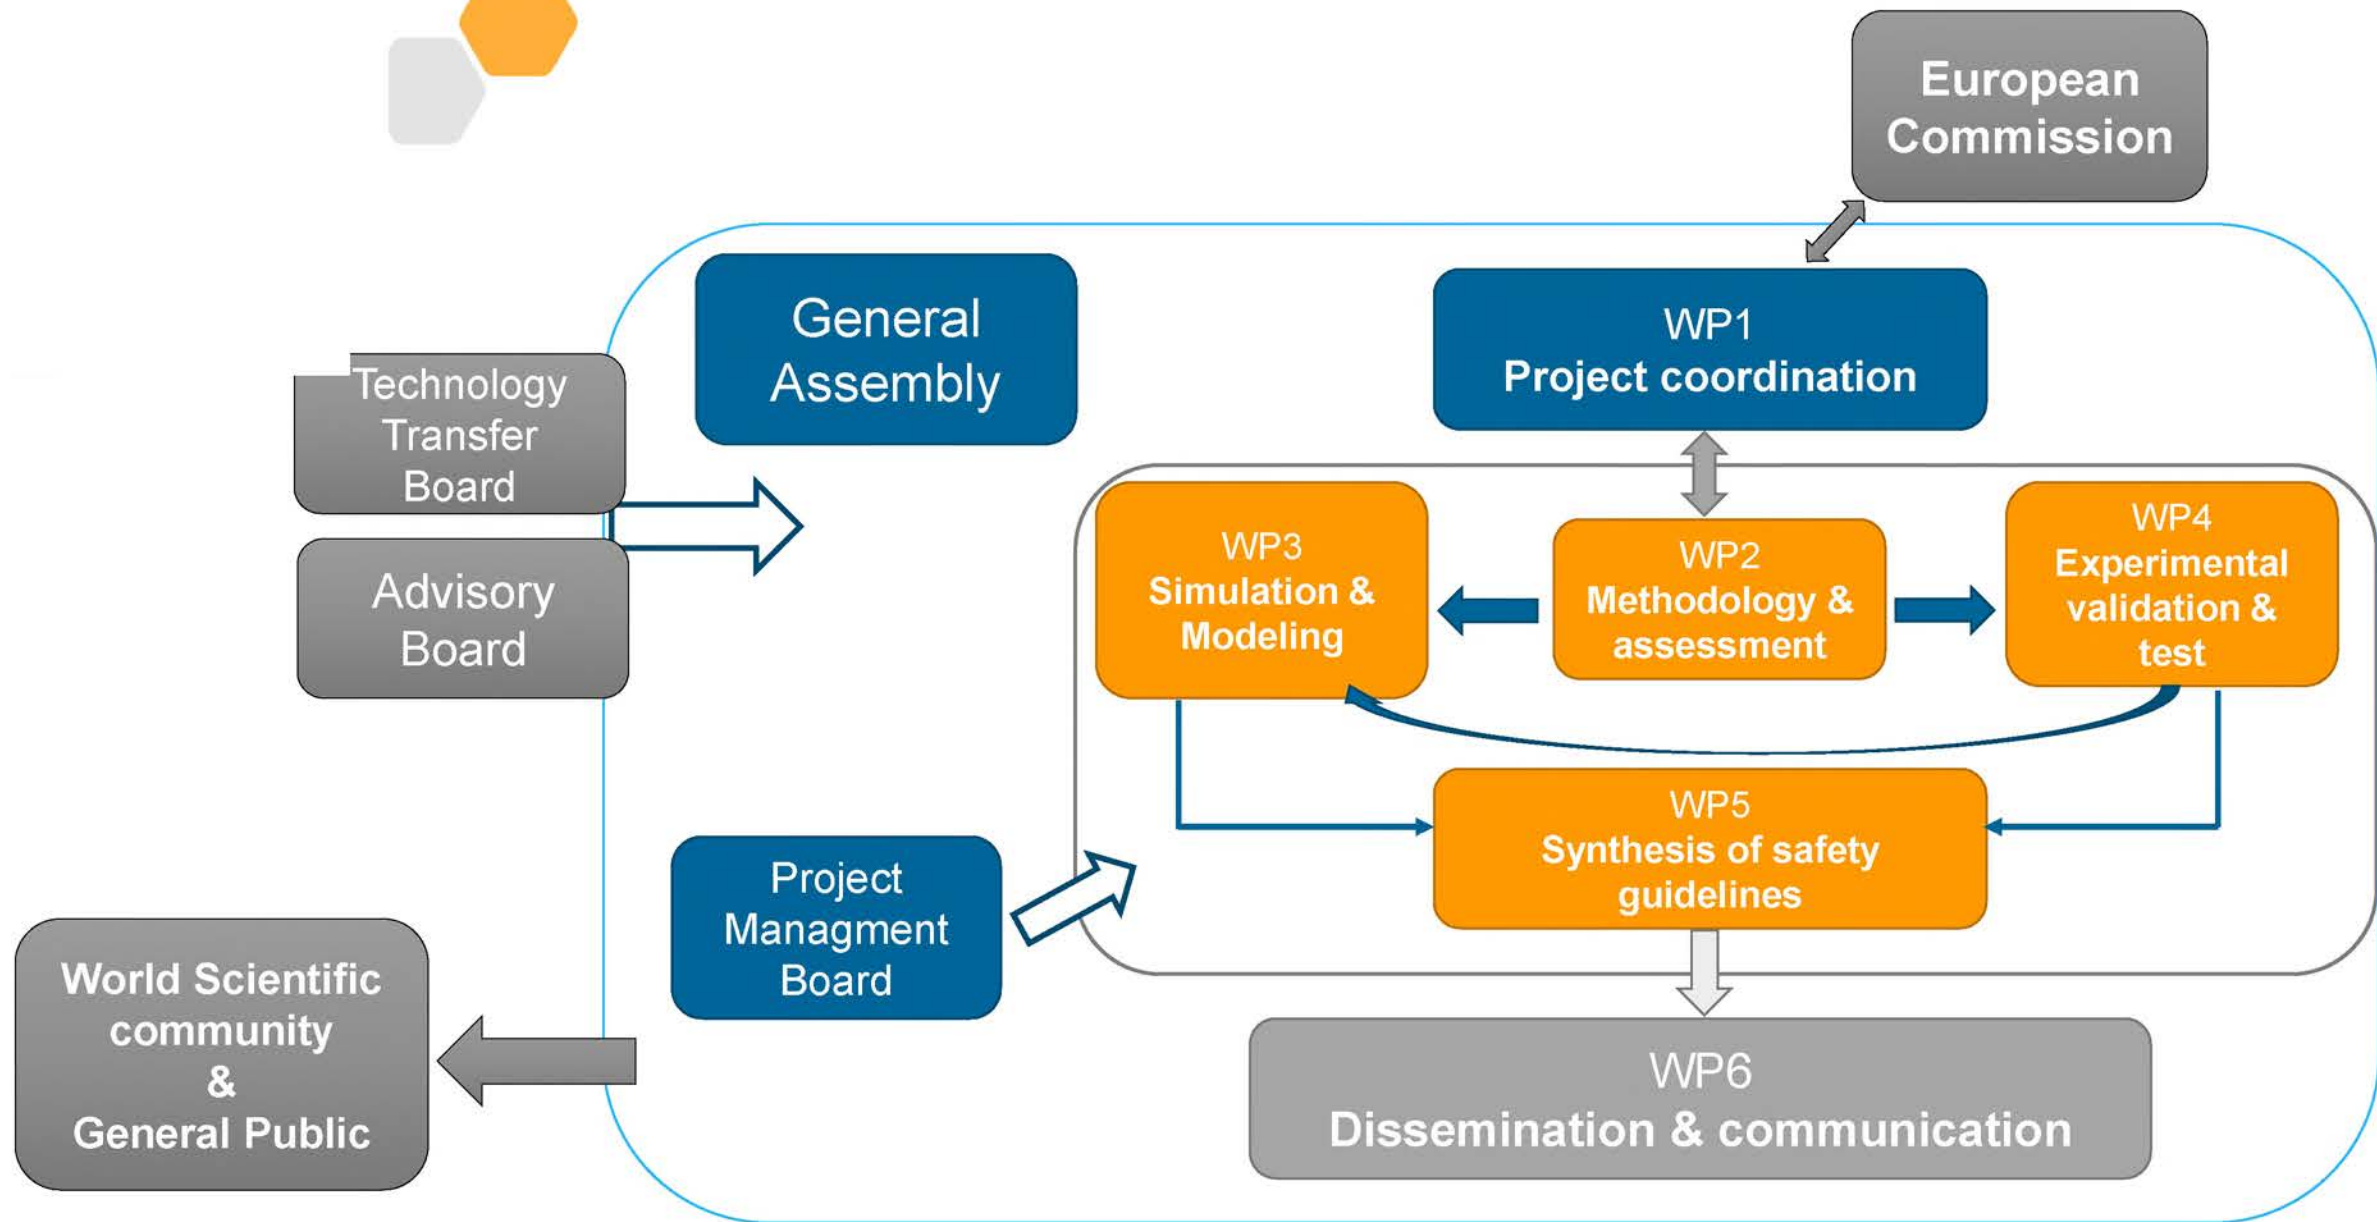 European
Commission
General
Assembly
WP1
Project coordination
Technology
Transfer
Board
Advisory
Board
WP3
Simulation &
Modeling
WP2
Methodology &
assessment
WP4
Experimental
validation &
test
WP5
Synthesis of safety
guidelines
Project
Managment
Board
World Scientific
community
&
General Public
WP6
Dissemination & communication